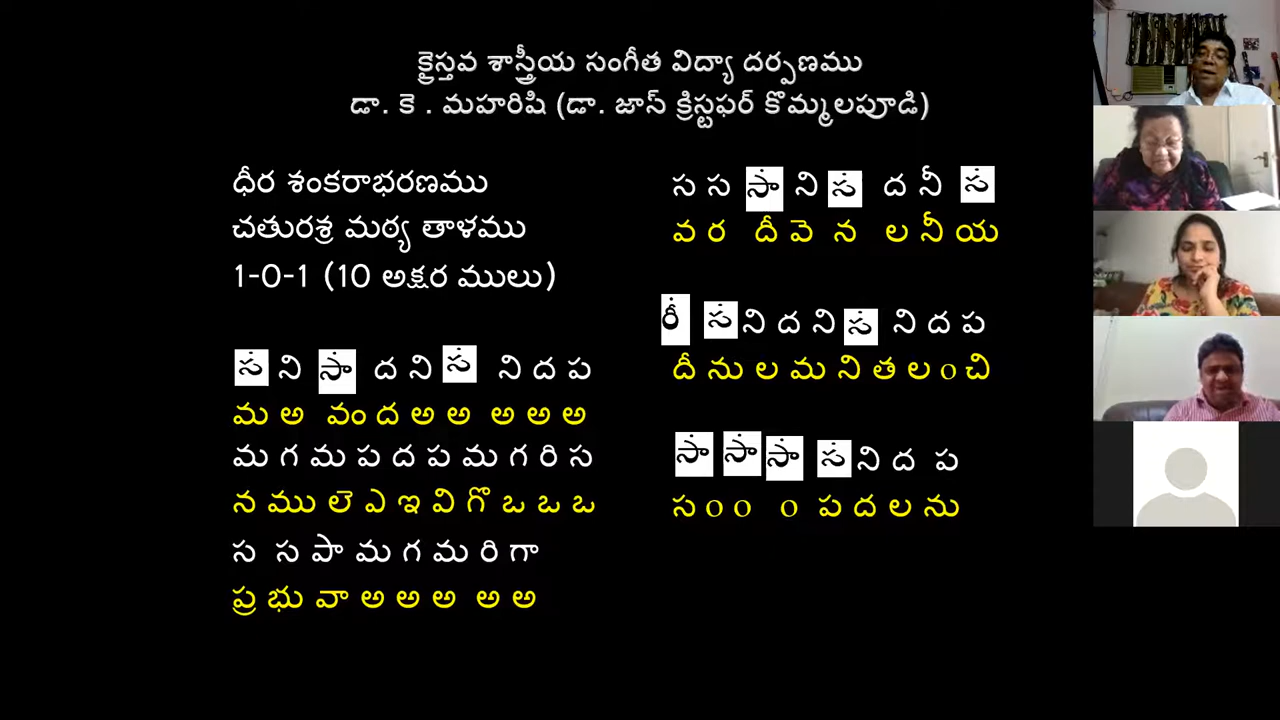 క్రైస్తవ శాస్త్రీయ సంగీత విద్యా దర్పణము
డా. కె . మహరిషి (డా. జాస్ క్రిస్టఫర్ కొమ్మలపూడి)
ధీర శంకరాభరణము
చతురశ్ర మఠ్య తాళము
1-0-1 (10 అక్షర ములు)
స̇ ని సా̇ ద ని స̇ ని ద ప
మ అ వం ద అ అ అ అ అ
మ గ మ ప ద ప మ గ రి స
న ము లె ఎ ఇ వి గొ ఒ ఒ ఒ
స స పా మ గ మ రి గా
ప్ర భు వా అ అ అ అ అ
స స సా̇ ని స̇ ద నీ స̇
వ ర దీ వె న ల నీ య
రీ̇ స̇ ని ద ని స̇ ని ద ప
దీ ను ల మ ని త ల ం చి
సా̇ సా̇ సా̇ స̇ ని ద ప
స ం ం ం ప ద ల ను